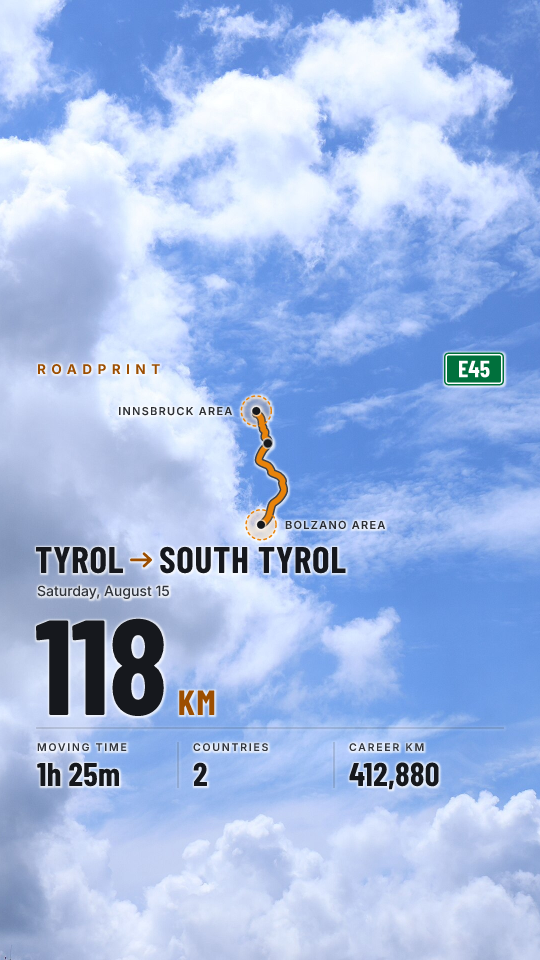 ROADPRINT
E45
INNSBRUCK AREA
BOLZANO AREA
TYROL → SOUTH TYROL
Saturday, August 15
118 KM
MOVING TIME
1h 25m
COUNTRIES
2
CAREER KM
412,880